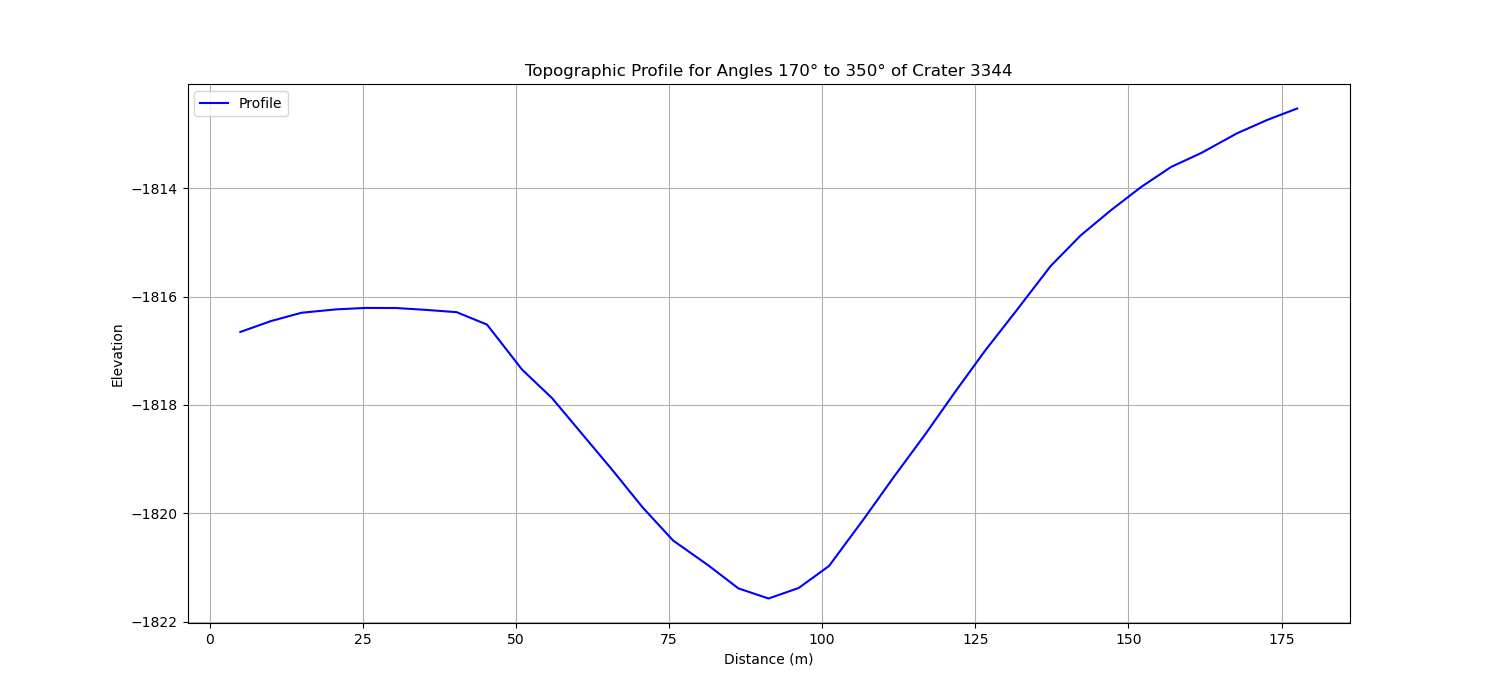 Topographic Profile for Angles 170° to 350° of Crater 3344
Profile
−1814
−1816
−1818
−1820
−1822
Elevation
0 25 50 75 100 125 150 175
Distance (m)